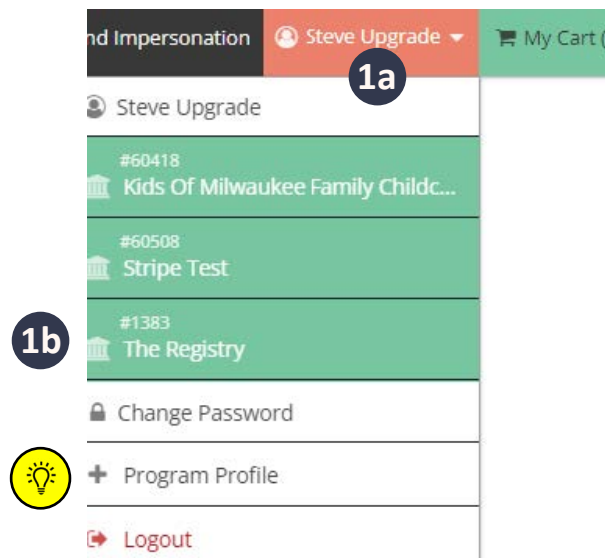 nd Impersonation Steve Upgrade My Cart (
1a
Steve Upgrade
#60418
Kids Of Milwaukee Family Childc...
#60508
Stripe Test
#1383
1b
The Registry
Change Password
Program Profile
Logout